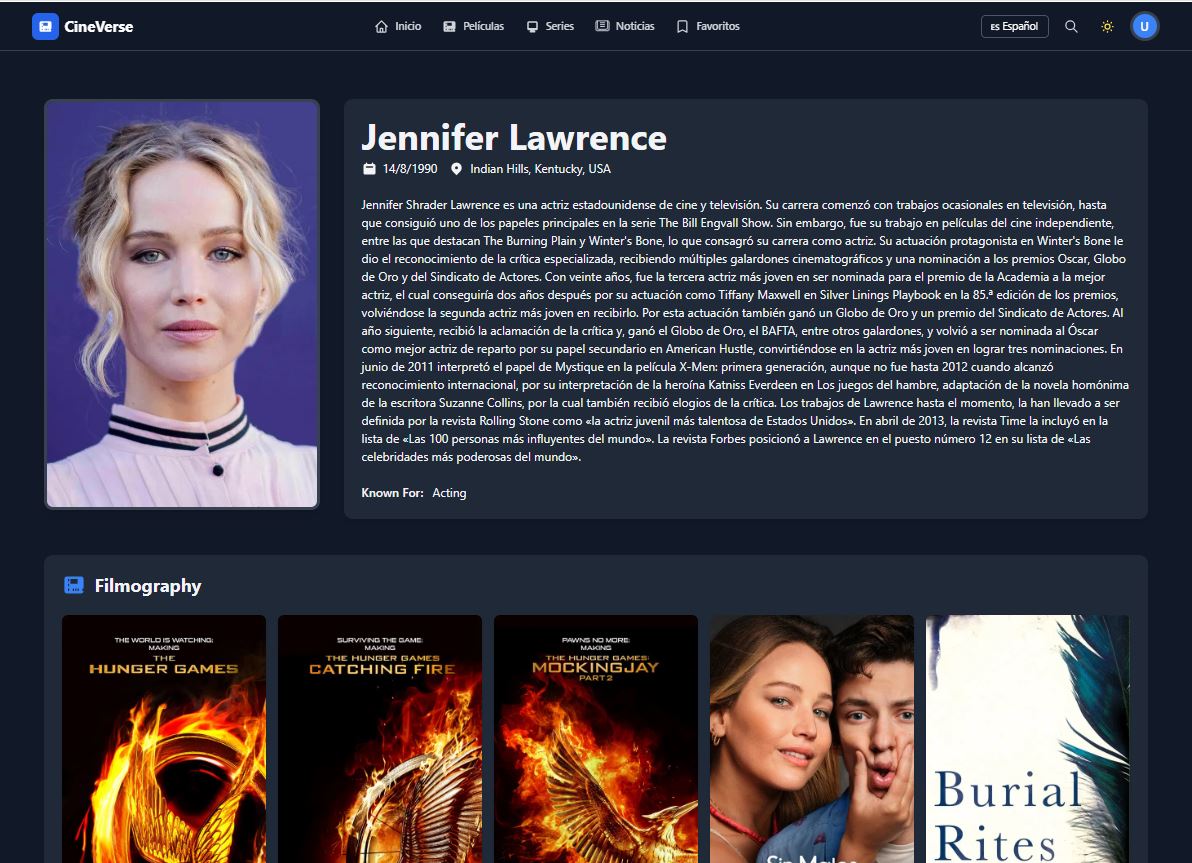 CineVerse
Inicio
Películas
Series
Noticias
Favoritos
ES Español
U
Jennifer Lawrence
14/8/1990
Indian Hills, Kentucky, USA
Jennifer Shrader Lawrence es una actriz estadounidense de cine y televisión. Su carrera comenzó con trabajos ocasionales en televisión, hasta
que consiguió uno de los papeles principales en la serie The Bill Engvall Show. Sin embargo, fue su trabajo en películas del cine independiente,
entre las que destacan The Burning Plain y Winter's Bone, lo que consagró su carrera como actriz. Su actuación protagonista en Winter's Bone le
dio el reconocimiento de la crítica especializada, recibiendo múltiples galardones cinematográficos y una nominación a los premios Oscar, Globo
de Oro y del Sindicato de Actores. Con veinte años, fue la tercera actriz más joven en ser nominada para el premio de la Academia a la mejor
actriz, el cual conseguiría dos años después por su actuación como Tiffany Maxwell en Silver Linings Playbook en la 85.ª edición de los premios,
volviéndose la segunda actriz más joven en recibirlo. Por esta actuación también ganó un Globo de Oro y un premio del Sindicato de Actores. Al
año siguiente, recibió la aclamación de la crítica y, ganó el Globo de Oro, el BAFTA, entre otros galardones, y volvió a ser nominada al Óscar
como mejor actriz de reparto por su papel secundario en American Hustle, convirtiéndose en la actriz más joven en lograr tres nominaciones. En
junio de 2011 interpretó el papel de Mystique en la película X-Men: primera generación, aunque no fue hasta 2012 cuando alcanzó
reconocimiento internacional, por su interpretación de la heroína Katniss Everdeen en Los juegos del hambre, adaptación de la novela homónima
de la escritora Suzanne Collins, por la cual también recibió elogios de la crítica. Los trabajos de Lawrence hasta el momento, la han llevado a ser
definida por la revista Rolling Stone como «la actriz juvenil más talentosa de Estados Unidos». En abril de 2013, la revista Time la incluyó en la
lista de «Las 100 personas más influyentes del mundo». La revista Forbes posicionó a Lawrence en el puesto número 12 en su lista de «Las
celebridades más poderosas del mundo».
Known For: Acting
Filmography
THE WORLD IS WATCHING:
MAKING
THE
HUNGER GAMES
SURVIVING THE GAME:
MAKING
THE HUNGER GAMES
CATCHING FIRE
PAWNS NO MORE:
MAKING
THE HUNGER GAMES:
MOCKINGJAY
PART 2
Sin Malas
Burial
Rites